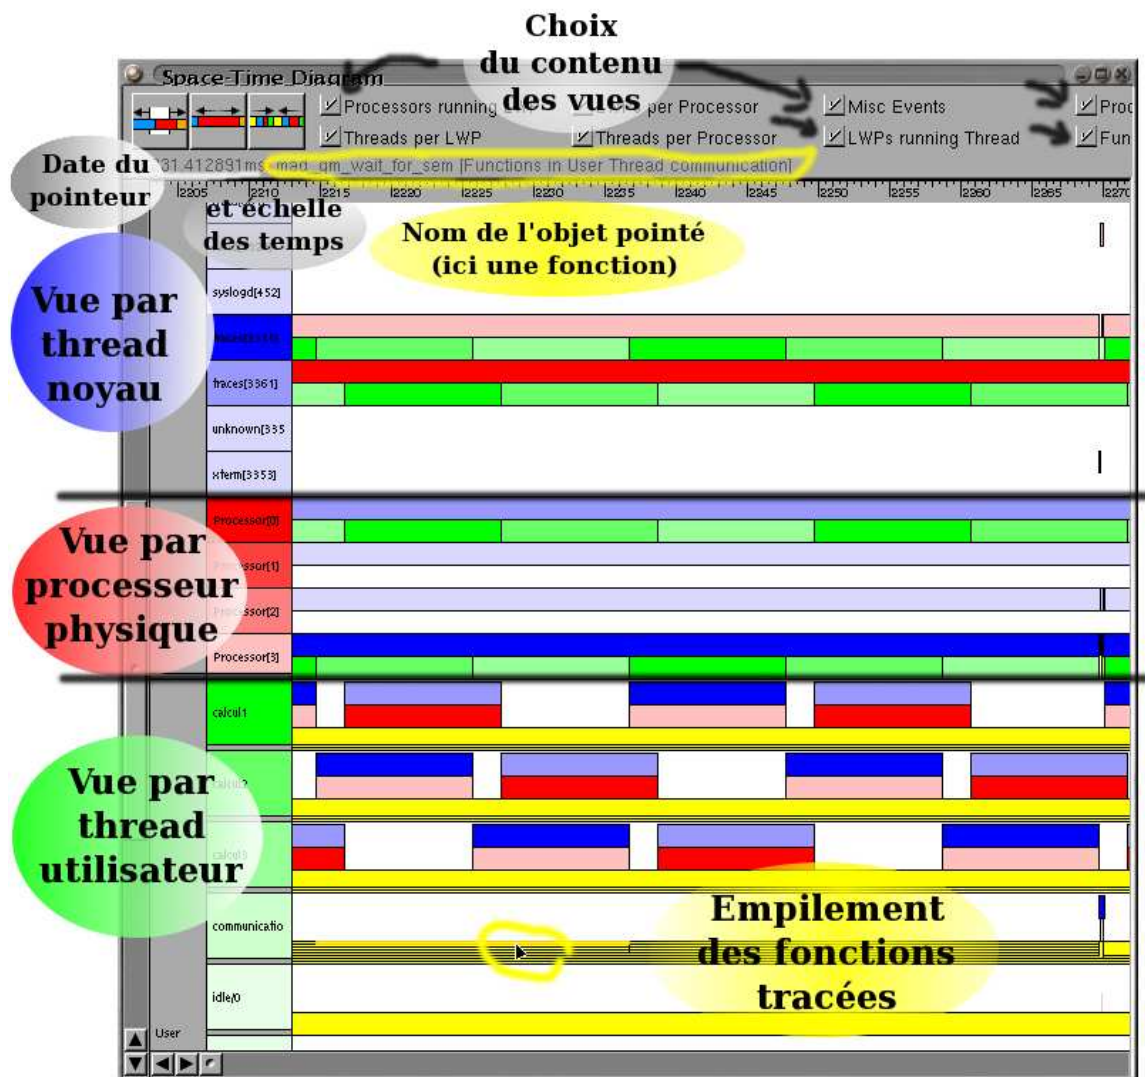 Choix
du contenu
des vues
Space-Time Diagram
Processors running
per Processor
Misc Events
Proc
Threads per LWP
Threads per Processor
LWPs running Thread
Fun
Date du
pointeur
31.412891ms mad_gm_wait_for_sem [Functions in User Thread communication]
2205 2210 2215 2220 2225 2230 2235 2240 2245 2250 2255 2260 2265 2270
et échelle
des temps
Nom de l'objet pointé
(ici une fonction)
syslogd[452]
Vue par
thread
noyau
traces[3361]
unknown[335
xterm[3353]
Processor[0]
Vue par
processeur
physique
Processor[1]
Processor[2]
Processor[3]
calcul1
Vue par
thread
utilisateur
calcul2
calcul3
communicatio
Empilement
des fonctions
tracées
idle/0
User